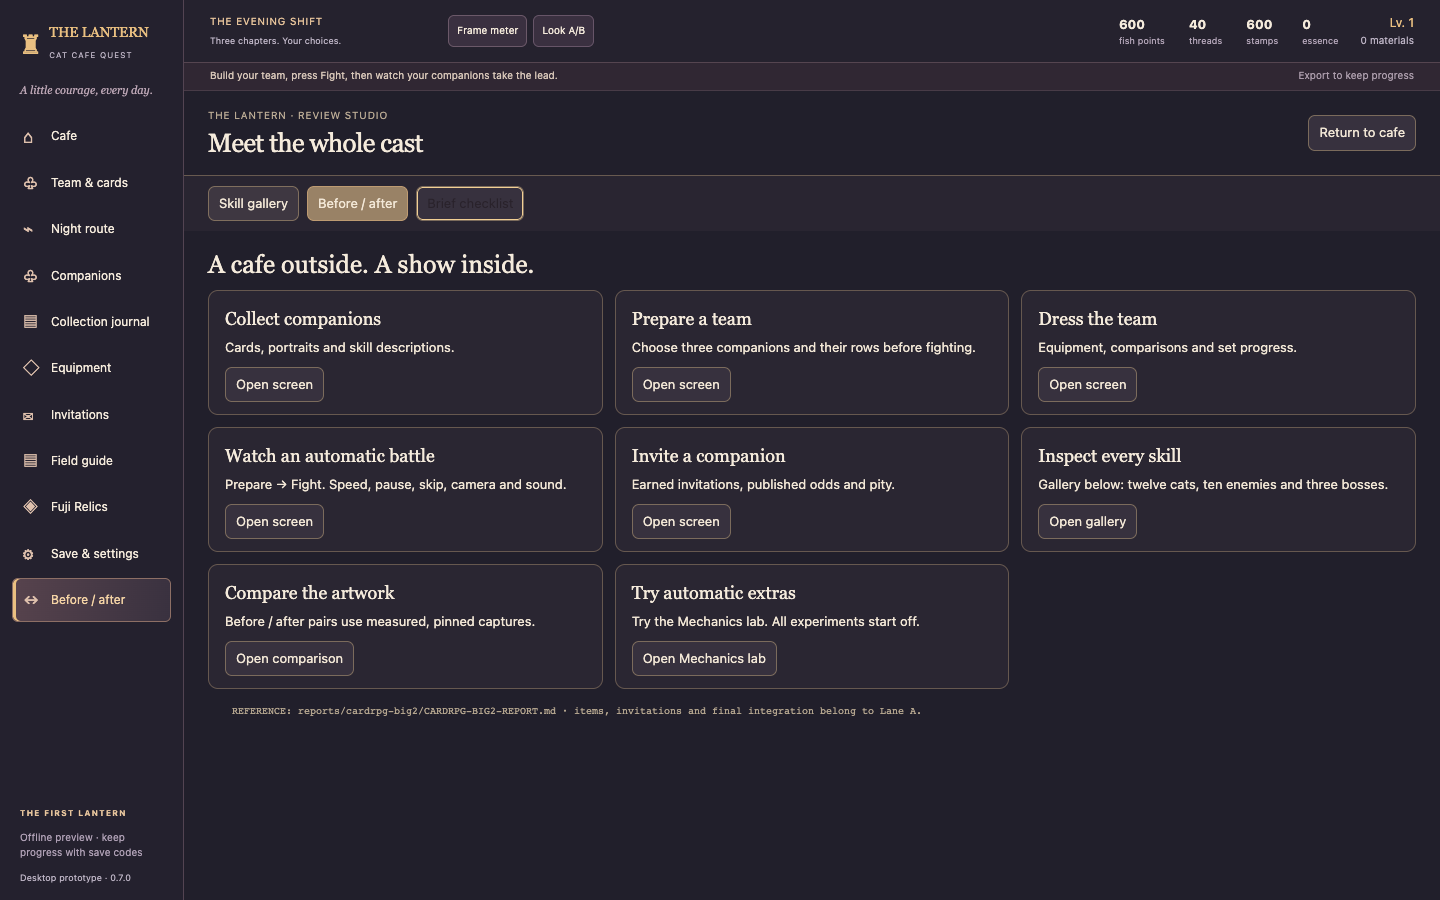 THE LANTERN
CAT CAFE QUEST
A little courage, every day.
Cafe
Team & cards
Night route
Companions
Collection journal
Equipment
Invitations
Field guide
Fuji Relics
Save & settings
Before / after
THE FIRST LANTERN
Offline preview · keep
progress with save codes
Desktop prototype · 0.7.0
THE EVENING SHIFT
Three chapters. Your choices.
Frame meter
Look A/B
600
fish points
40
threads
600
stamps
0
essence
Lv. 1
0 materials
Build your team, press Fight, then watch your companions take the lead.
Export to keep progress
THE LANTERN · REVIEW STUDIO
Meet the whole cast
Return to cafe
Skill gallery
Before / after
Brief checklist
A cafe outside. A show inside.
Collect companions
Cards, portraits and skill descriptions.
Open screen
Prepare a team
Choose three companions and their rows before fighting.
Open screen
Dress the team
Equipment, comparisons and set progress.
Open screen
Watch an automatic battle
Prepare → Fight. Speed, pause, skip, camera and sound.
Open screen
Invite a companion
Earned invitations, published odds and pity.
Open screen
Inspect every skill
Gallery below: twelve cats, ten enemies and three bosses.
Open gallery
Compare the artwork
Before / after pairs use measured, pinned captures.
Open comparison
Try automatic extras
Try the Mechanics lab. All experiments start off.
Open Mechanics lab
REFERENCE: reports/cardrpg-big2/CARDRPG-BIG2-REPORT.md · items, invitations and final integration belong to Lane A.